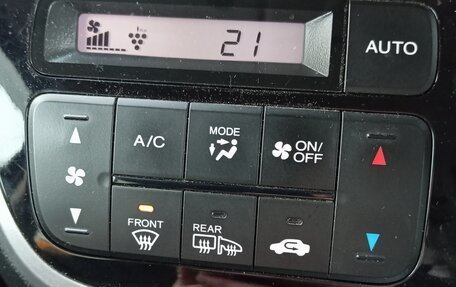 21
AUTO
A/C
MODE
ON/
OFF
FRONT
REAR